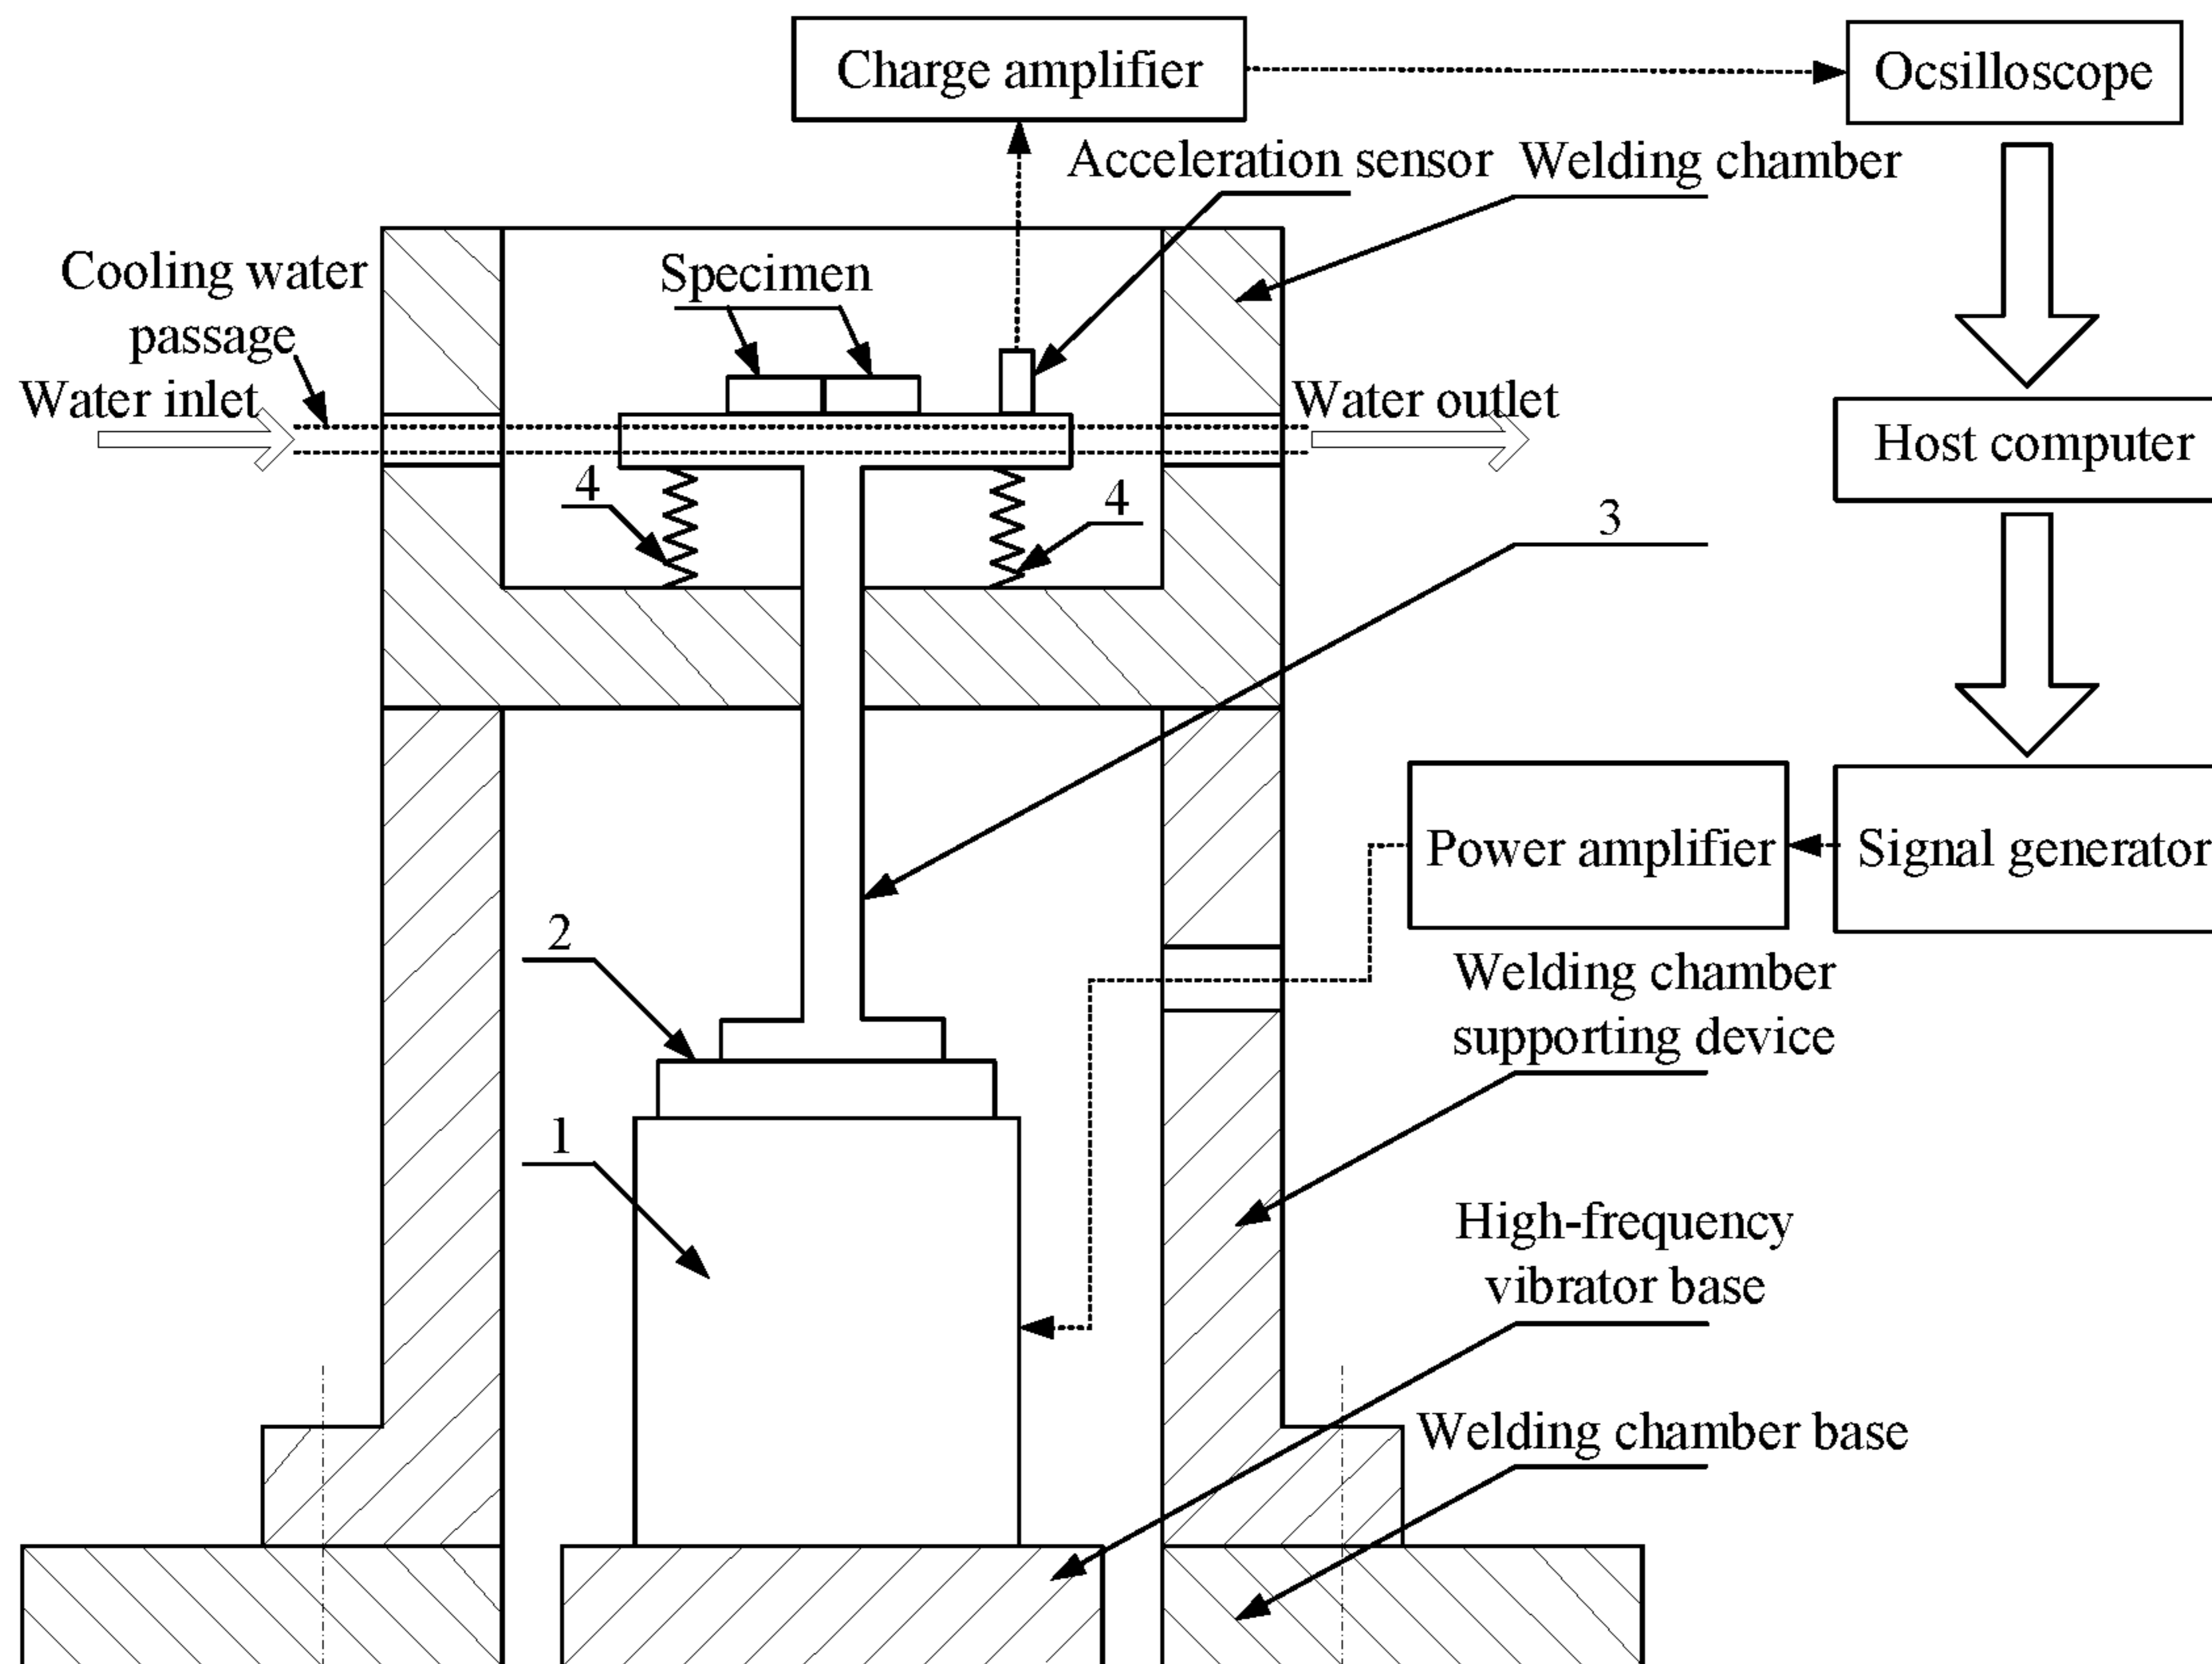 Charge amplifier
Ocsilloscope
Acceleration sensor
Welding chamber
Cooling water
passage
Specimen
Water inlet
Water outlet
Host computer
4
4
3
Power amplifier
Signal generator
2
Welding chamber
supporting device
1
High-frequency
vibrator base
Welding chamber base